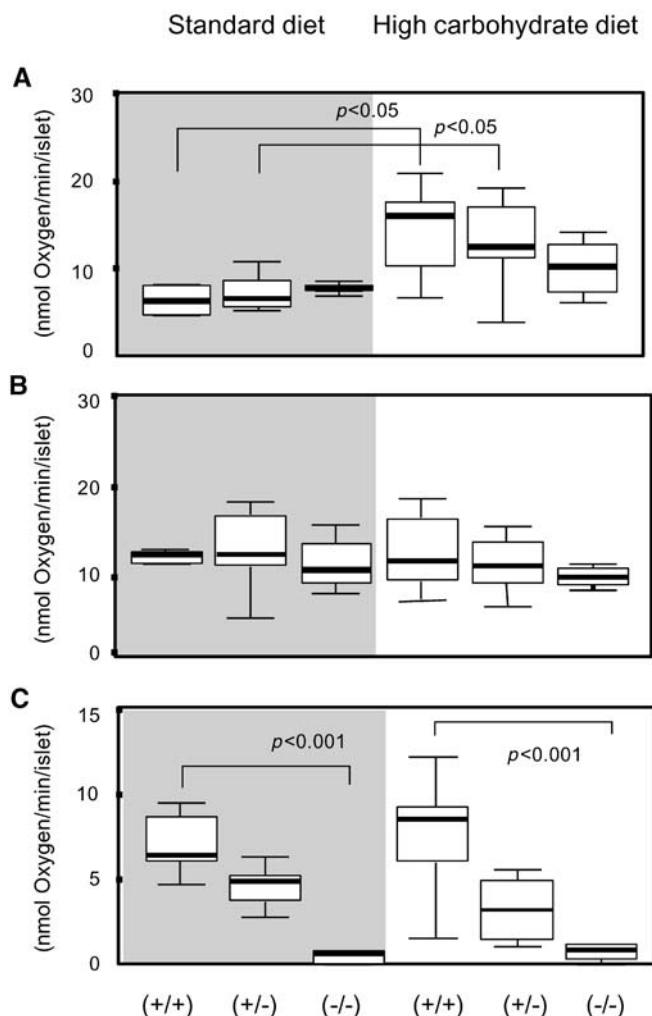 Standard diet High carbohydrate diet
A
(nmol Oxygen/min/islet)
30
20
10
0
p<0.05
p<0.05
B
(nmol Oxygen/min/islet)
30
20
10
0
C
(nmol Oxygen/min/islet)
15
10
5
0
p<0.001
p<0.001
(+/+) (+/-) (-/-) (+/+) (+/-) (-/-)